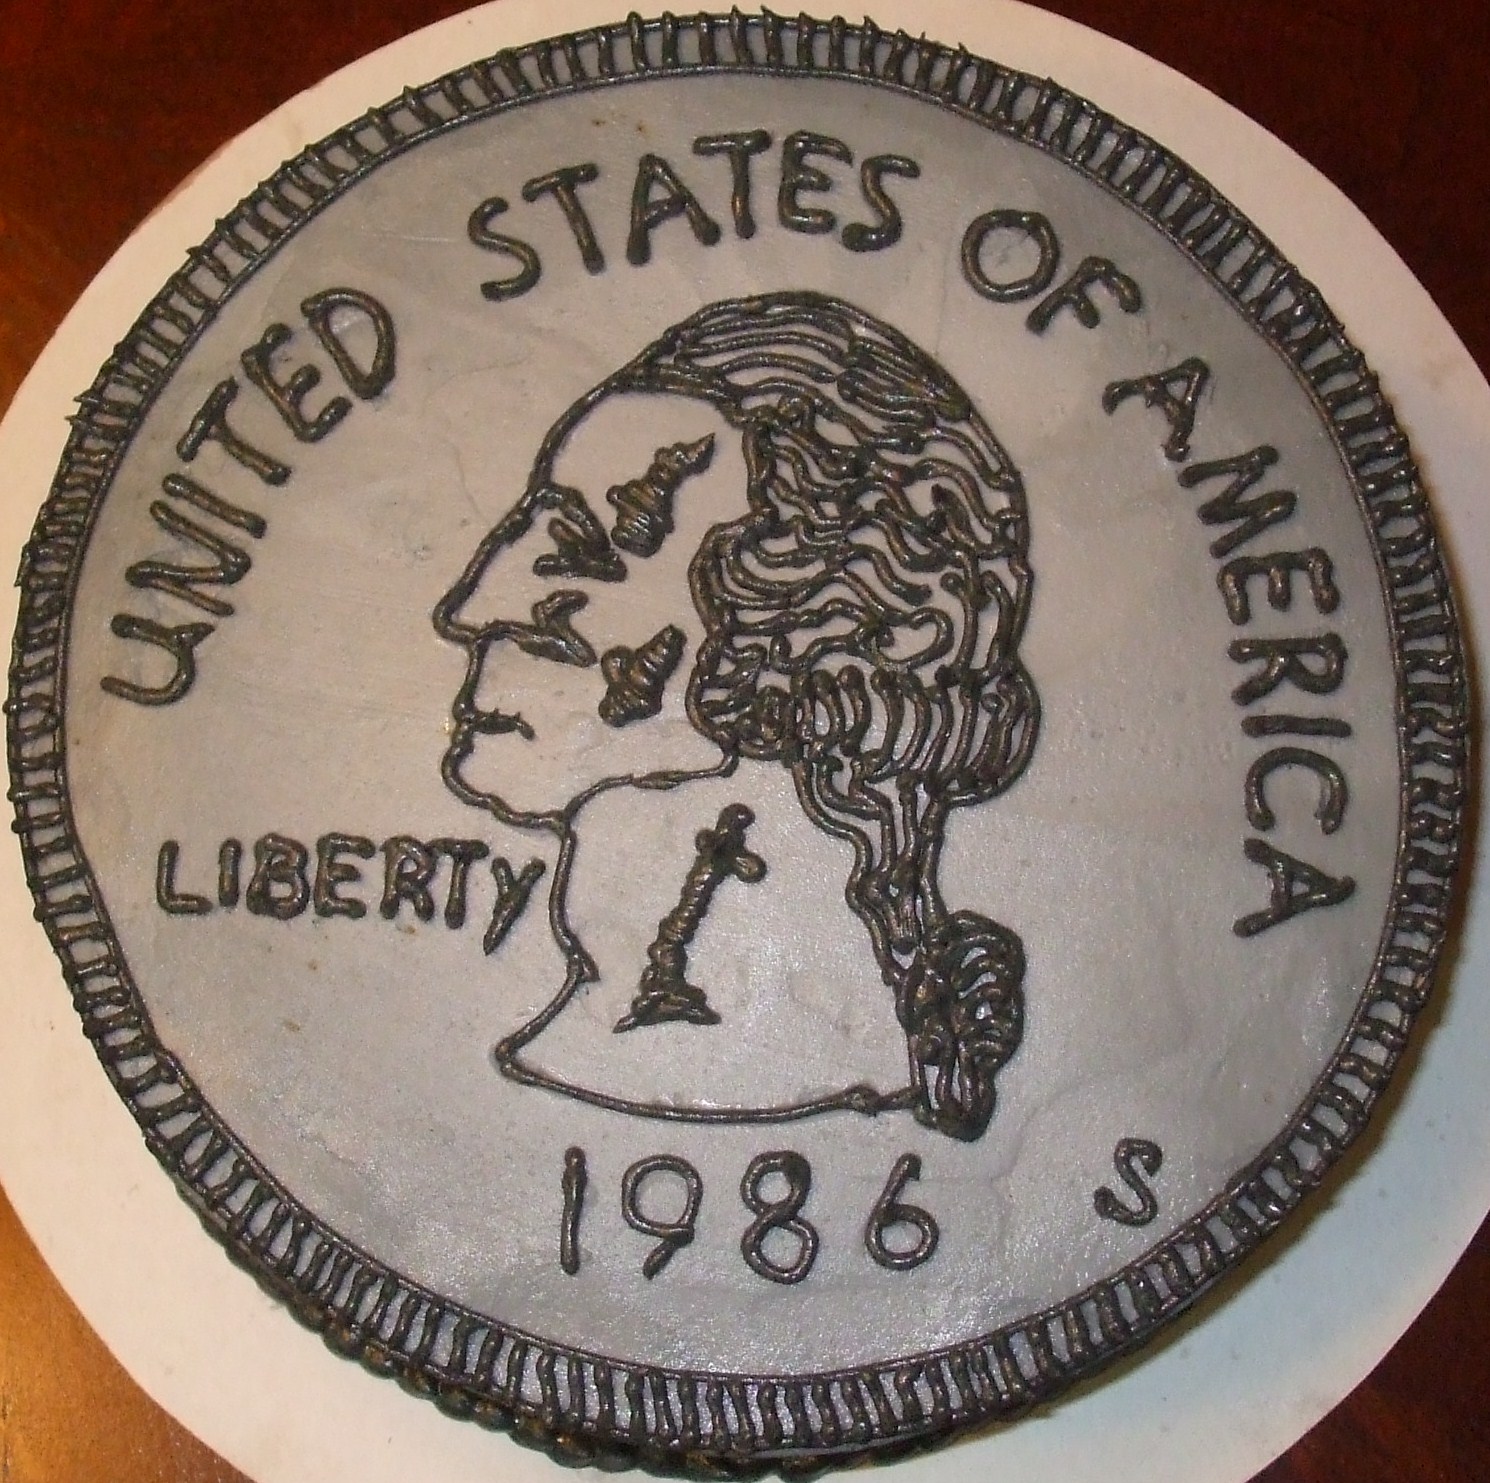 UNITED STATES OF AMERICA
LIBERTY
1986
S